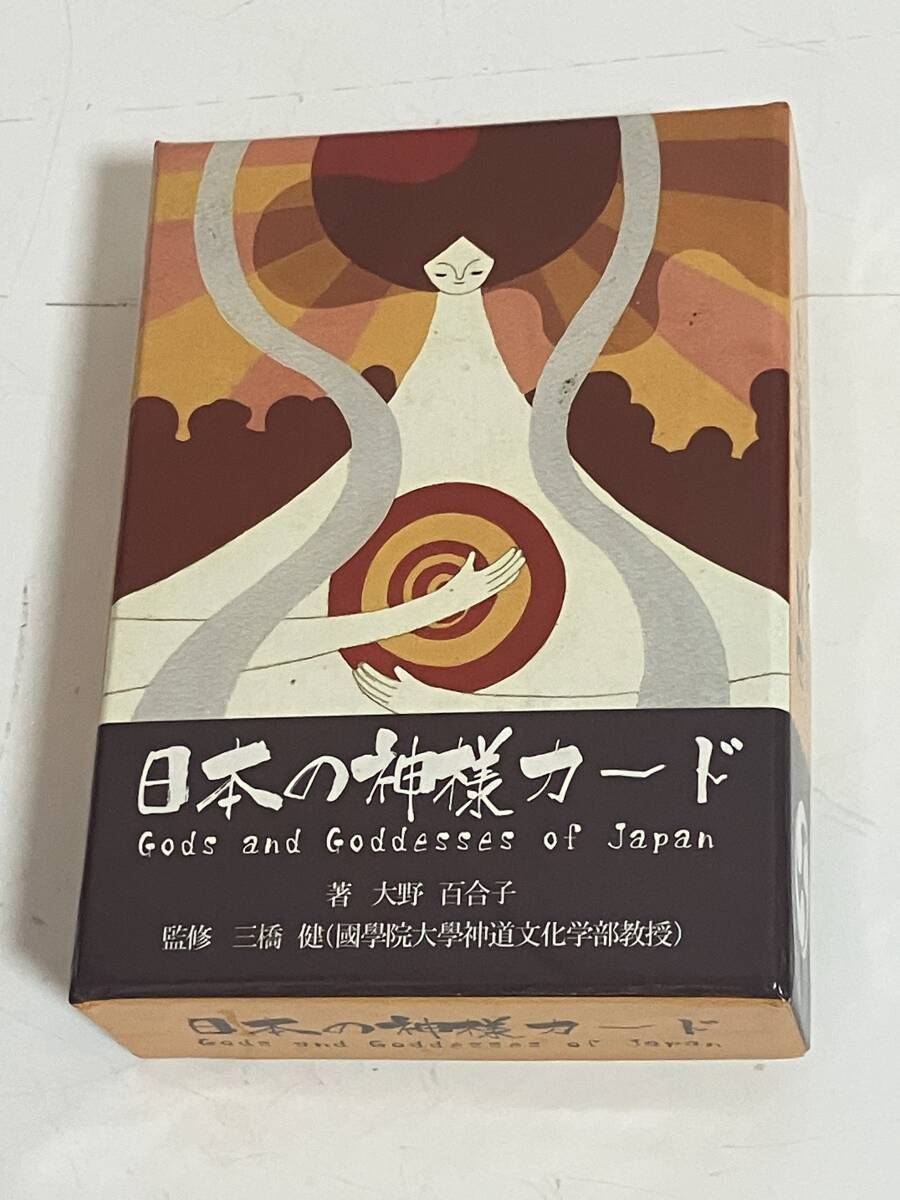 日本の神様カード
Gods and Goddesses of Japan
著 大野 百合子
監修 三橋 健(國學院大學神道文化学部教授)
日本の神様カード
Gods and Goddesses of Japan